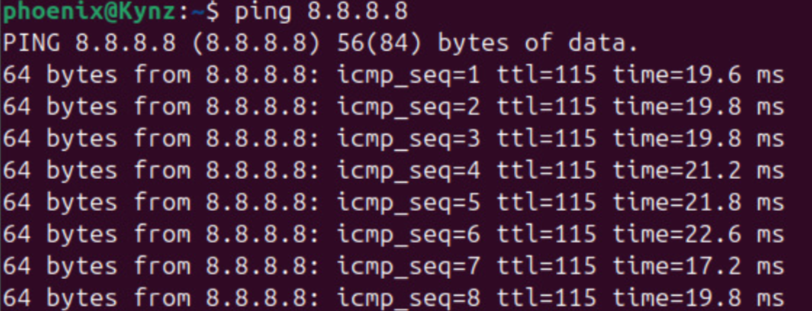 phoenix@Kynz:~$ ping 8.8.8.8
PING 8.8.8.8 (8.8.8.8) 56(84) bytes of data.
64 bytes from 8.8.8.8: icmp_seq=1 ttl=115 time=19.6 ms
64 bytes from 8.8.8.8: icmp_seq=2 ttl=115 time=19.8 ms
64 bytes from 8.8.8.8: icmp_seq=3 ttl=115 time=19.8 ms
64 bytes from 8.8.8.8: icmp_seq=4 ttl=115 time=21.2 ms
64 bytes from 8.8.8.8: icmp_seq=5 ttl=115 time=21.8 ms
64 bytes from 8.8.8.8: icmp_seq=6 ttl=115 time=22.6 ms
64 bytes from 8.8.8.8: icmp_seq=7 ttl=115 time=17.2 ms
64 bytes from 8.8.8.8: icmp_seq=8 ttl=115 time=19.8 ms